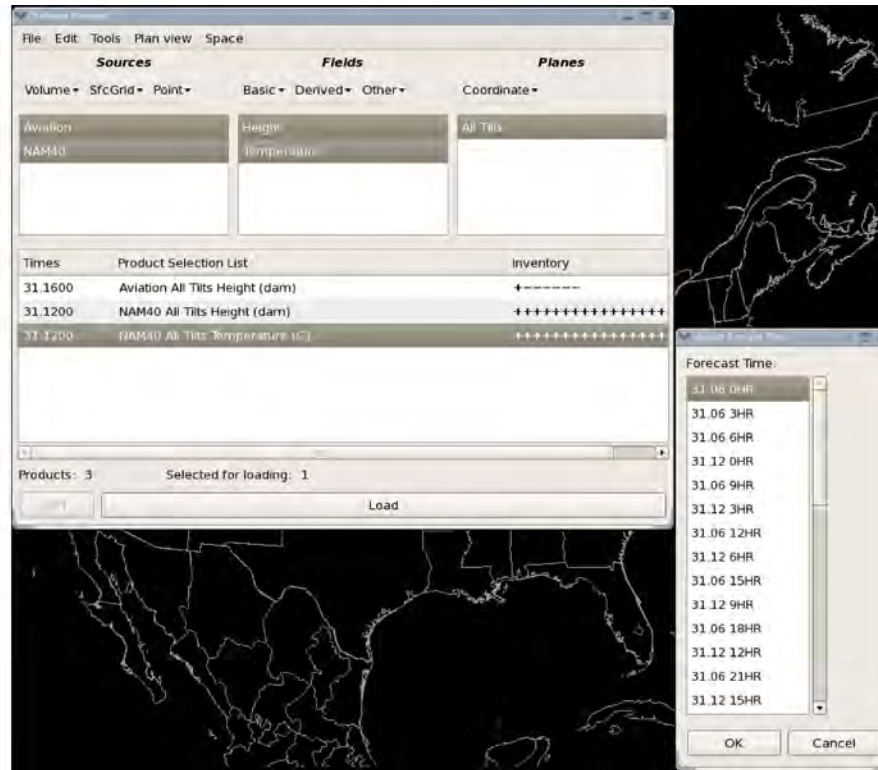 File Edit Tools Plan view Space
Sources Fields Planes
Volume SfcGrid Point Basic Derived Other Coordinate
Aviation Height All Tilts
NAM40 Temperature
Times Product Selection List Inventory
31.1600 Aviation All Tilts Height (dam) +------
31.1200 NAM40 All Tilts Height (dam) +++++++++++++++
31.1200 NAM40 All Tilts Temperature (C) +++++++++++++++
Products: 3 Selected for loading: 1
Load
Forecast Time:
31.06 0HR
31.06 3HR
31.06 6HR
31.12 0HR
31.06 9HR
31.12 3HR
31.06 12HR
31.12 6HR
31.06 15HR
31.12 9HR
31.06 18HR
31.12 12HR
31.06 21HR
31.12 15HR
OK Cancel